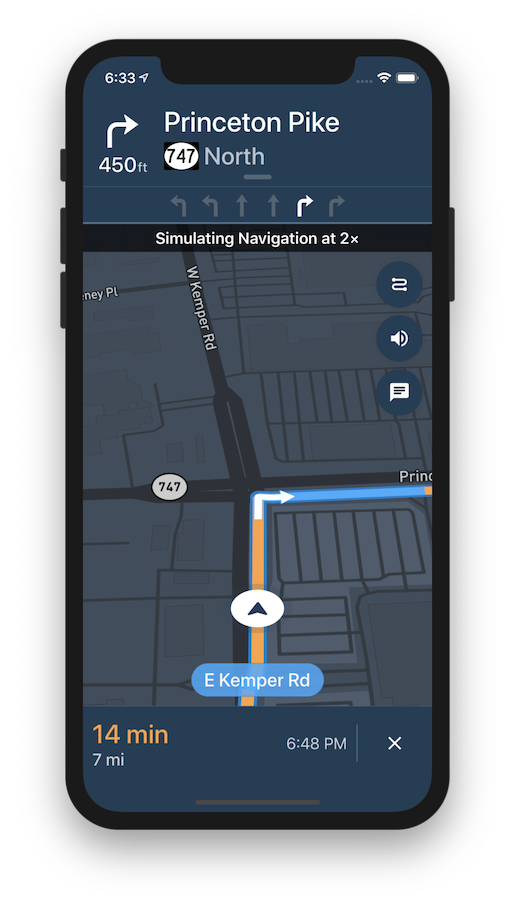 6:33
Princeton Pike
450ft
747 North
Simulating Navigation at 2×
eney Pl
W Kemper Rd
747
Princ
E Kemper Rd
14 min
6:48 PM
7 mi